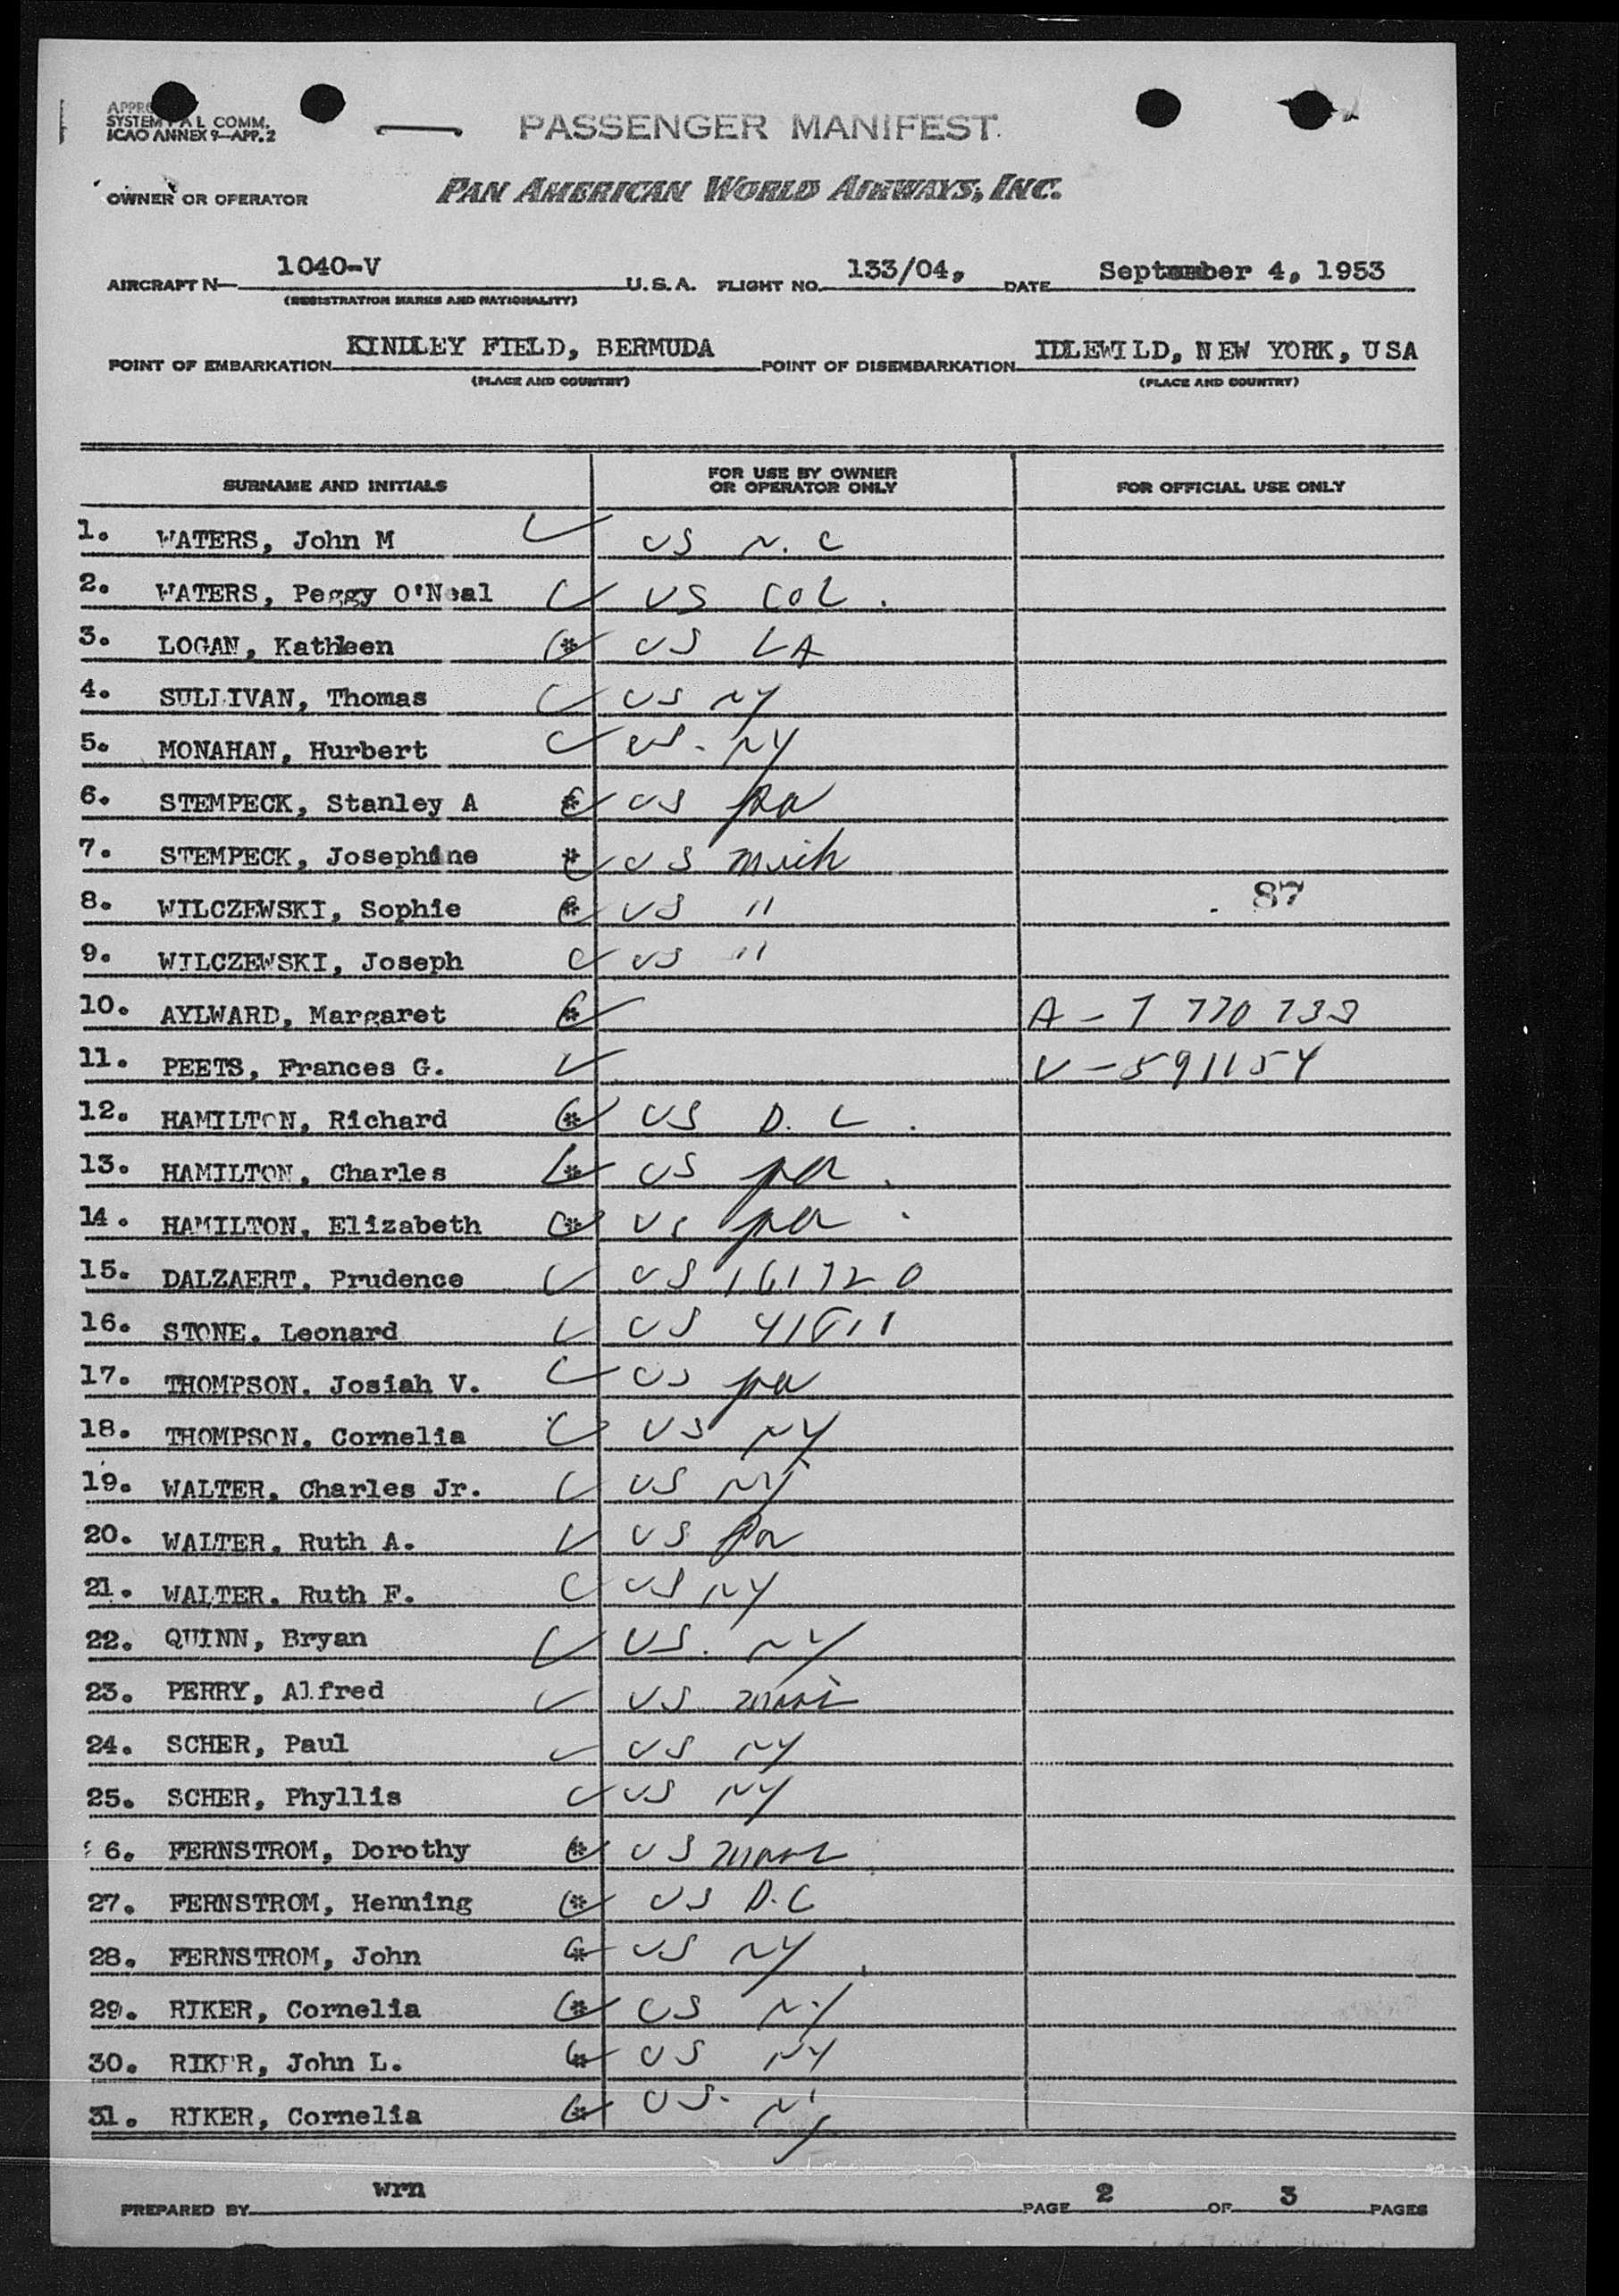 SYSTEM L COMM.
ICAO ANNEX 9—APP. 2
PASSENGER MANIFEST
OWNER OR OPERATOR PAN AMERICAN WORLD AIRWAYS, INC.
AIRCRAFT N— 1040-V U.S.A. FLIGHT NO. 133/04, DATE September 4, 1953
(REGISTRATION MARKS AND NATIONALITY)
POINT OF EMBARKATION KINDLEY FIELD, BERMUDA POINT OF DISEMBARKATION IDLEWILD, NEW YORK, USA
(PLACE AND COUNTRY) (PLACE AND COUNTRY)
SURNAME AND INITIALS FOR USE BY OWNER OR OPERATOR ONLY FOR OFFICIAL USE ONLY
1. WATERS, John M US N.C
2. WATERS, Peggy O'Neal US COL.
3. LOGAN, Kathleen * US LA
4. SULLIVAN, Thomas US NY
5. MONAHAN, Hurbert US - NY
6. STEMPECK, Stanley A * US Pa
7. STEMPECK, Josephine * US Mich
8. WILCZEWSKI, Sophie * US " 87
9. WILCZEWSKI, Joseph US "
10. AYLWARD, Margaret * A-7 770 733
11. PEETS, Frances G. V-591154
12. HAMILTON, Richard * US D.C.
13. HAMILTON, Charles * US pa.
14. HAMILTON, Elizabeth * US pa.
15. DALZAERT, Prudence US 161720
16. STONE, Leonard US
17. THOMPSON, Josiah V. US pa
18. THOMPSON, Cornelia US NY
19. WALTER, Charles Jr. US NY
20. WALTER, Ruth A. US Pa
21. WALTER, Ruth F. US NY
22. QUINN, Bryan US. NY
23. PERRY, Alfred US
24. SCHER, Paul US NY
25. SCHER, Phyllis US NY
6. FERNSTROM, Dorothy * US
27. FERNSTROM, Henning * US D.C
28. FERNSTROM, John * US NY
29. RIKER, Cornelia * US NY
30. RIKER, John L. * US NY
31. RIKER, Cornelia * US. NY
PREPARED BY wrn PAGE 2 OF 3 PAGES